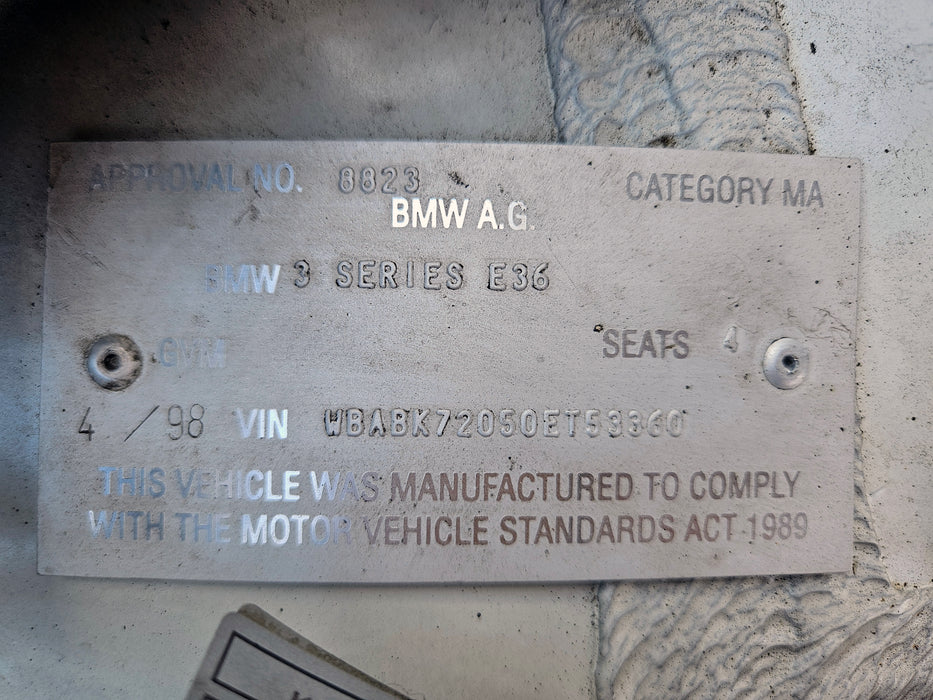 APPROVAL NO. 8823 CATEGORY MA
BMW A.G.
BMW 3 SERIES E36
GVM SEATS 4
4 /98 VIN WBABK72050ET53360
THIS VEHICLE WAS MANUFACTURED TO COMPLY
WITH THE MOTOR VEHICLE STANDARDS ACT 1989